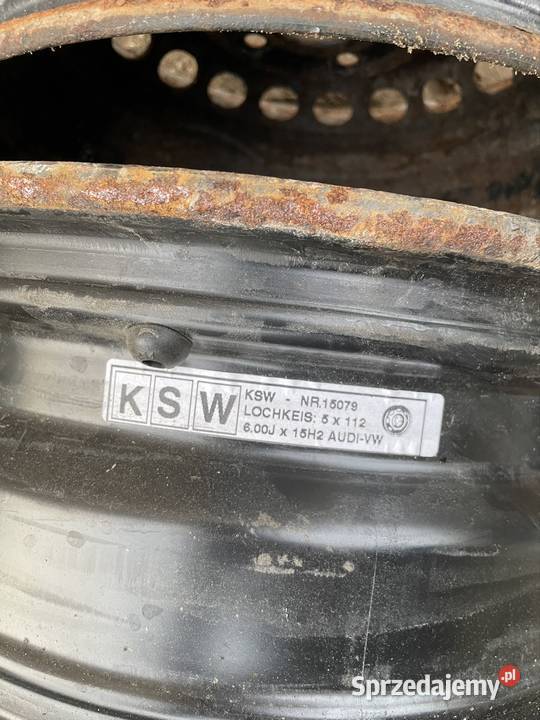 KSW
KSW - NR.15079
LOCHKEIS: 5 x 112
6.00J x 15H2 AUDI-VW
Sprzedajemy.pl